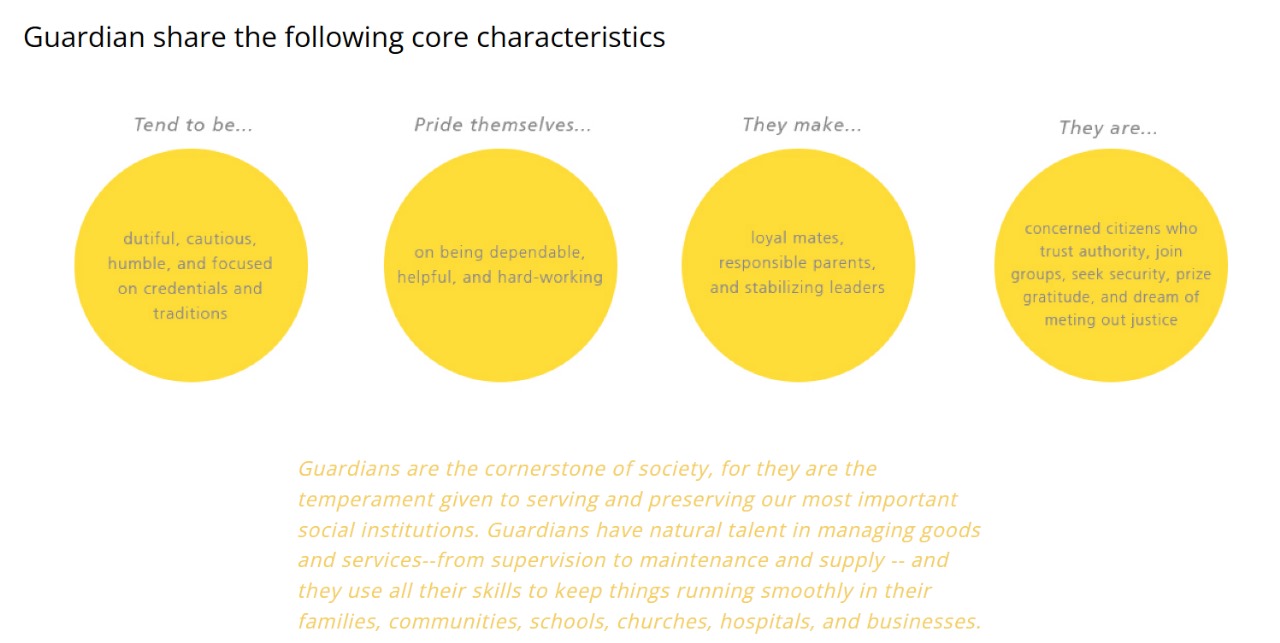 Guardian share the following core characteristics
Tend to be...
dutiful, cautious,
humble, and focused
on credentials and
traditions
Pride themselves...
on being dependable,
helpful, and hard-working
They make...
loyal mates,
responsible parents,
and stabilizing leaders
They are...
concerned citizens who
trust authority, join
groups, seek security, prize
gratitude, and dream of
meting out justice
Guardians are the cornerstone of society, for they are the
temperament given to serving and preserving our most important
social institutions. Guardians have natural talent in managing goods
and services--from supervision to maintenance and supply -- and
they use all their skills to keep things running smoothly in their
families, communities, schools, churches, hospitals, and businesses.